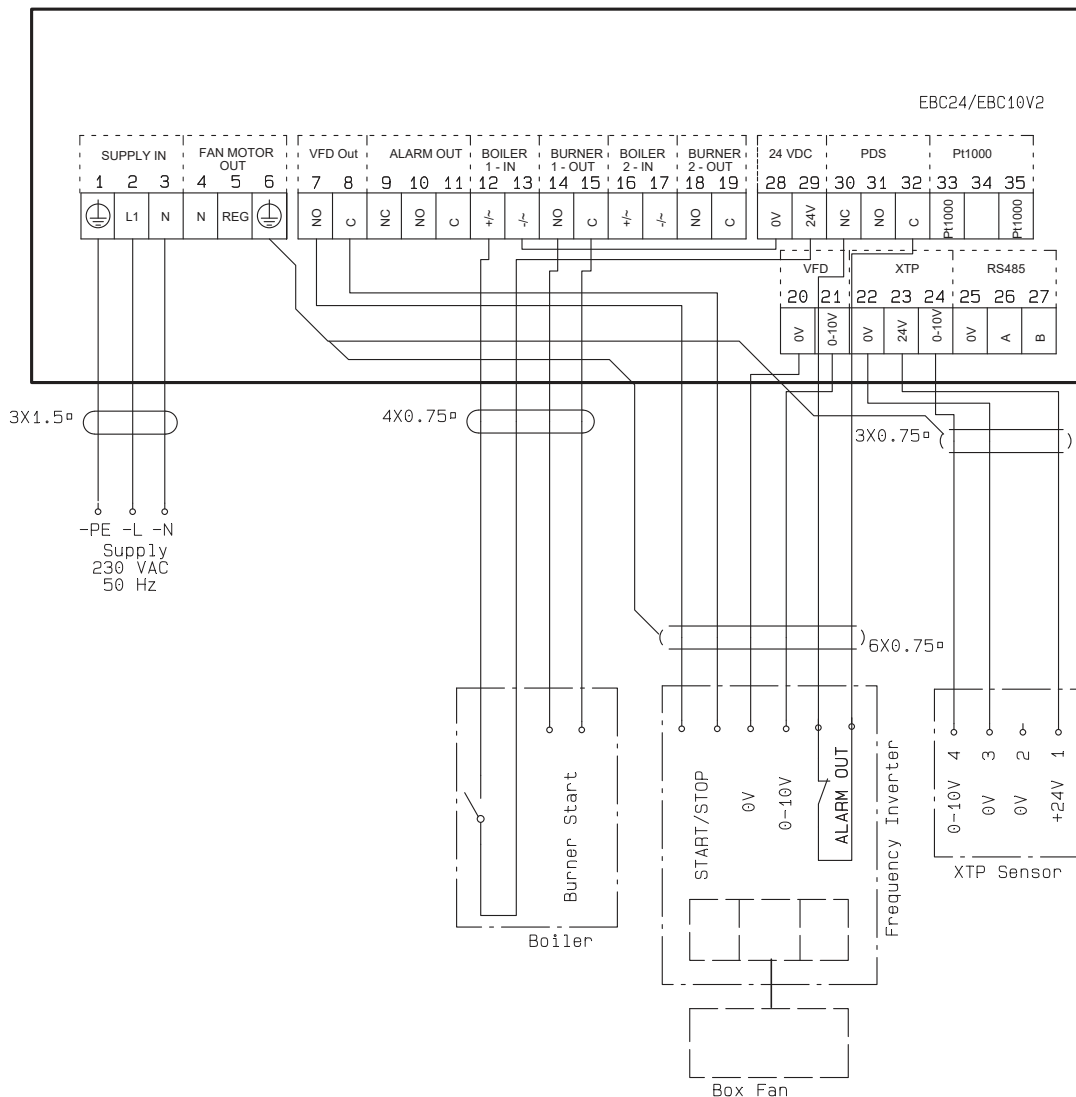 EBC24/EBC10V2
SUPPLY IN
FAN MOTOR
OUT
VFD Out
ALARM OUT
BOILER
1 - IN
BURNER
1 - OUT
BOILER
2 - IN
BURNER
2 - OUT
24 VDC
PDS
Pt1000
1 2 3 4 5 6 7 8 9 10 11 12 13 14 15 16 17 18 19 28 29 30 31 32 33 34 35
L1 N N REG NO C NC NO C +/~ -/~ NO C +/~ -/~ NO C 0V 24V NC NO C Pt1000 Pt1000
VFD XTP RS485
20 21 22 23 24 25 26 27
0V 0-10V 0V 24V 0-10V 0V A B
3X1.5¤
4X0.75¤
3X0.75¤
-PE -L -N
Supply
230 VAC
50 Hz
6X0.75¤
Burner Start
Boiler
START/STOP
0V
0-10V
ALARM OUT
Frequency Inverter
0-10V 4
0V 3
0V 2
+24V 1
XTP Sensor
Box Fan